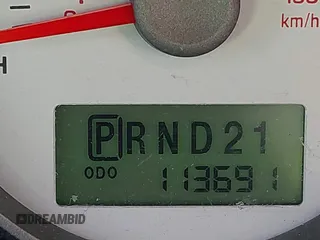 km/h
H
PRND21
ODO 113691
DREAMBID